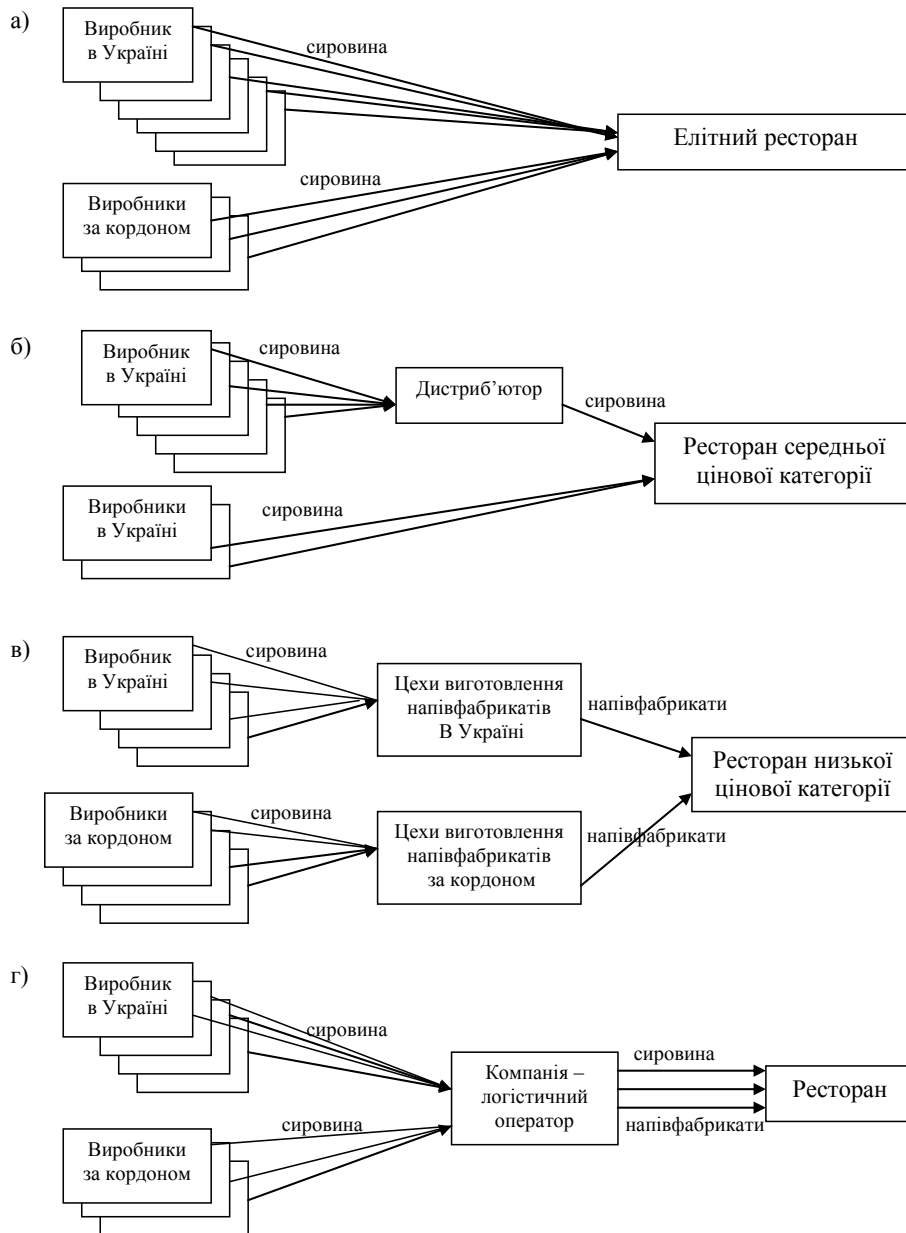 а)
Виробник
в Україні
сировина
Елітний ресторан
сировина
Виробники
за кордоном
б)
Виробник
в Україні
сировина
Дистриб’ютор
сировина
Ресторан середньої
цінової категорії
Виробники
в Україні
сировина
в)
Виробник
в Україні
сировина
Цехи виготовлення
напівфабрикатів
В Україні
напівфабрикати
Ресторан низької
цінової категорії
Виробники
за кордоном
сировина
Цехи виготовлення
напівфабрикатів
за кордоном
напівфабрикати
г)
Виробник
в Україні
сировина
Компанія –
логістичний
оператор
сировина
Ресторан
напівфабрикати
Виробники
за кордоном
сировина